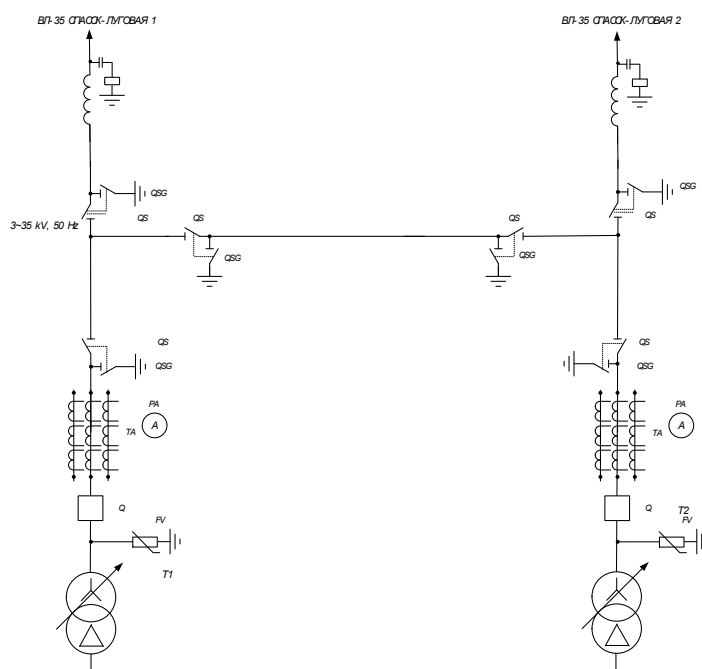 ВЛ-35 СПАССК-ЛУГОВАЯ 1
ВЛ-35 СПАССК-ЛУГОВАЯ 2
QSG
QSG
3~35 kV, 50 Hz
QS
QS
QS
QS
QSG
QSG
QS
QS
QSG
QSG
PA
PA
TA
A
TA
A
Q
Q
T2
FV
FV
T1